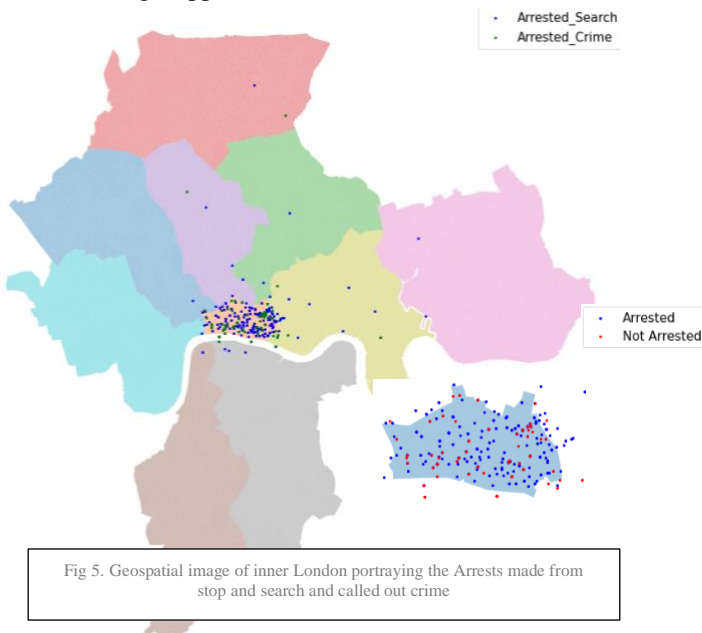 Arrested_Search
Arrested_Crime
Arrested
Not Arrested
Fig 5. Geospatial image of inner London portraying the Arrests made from
stop and search and called out crime